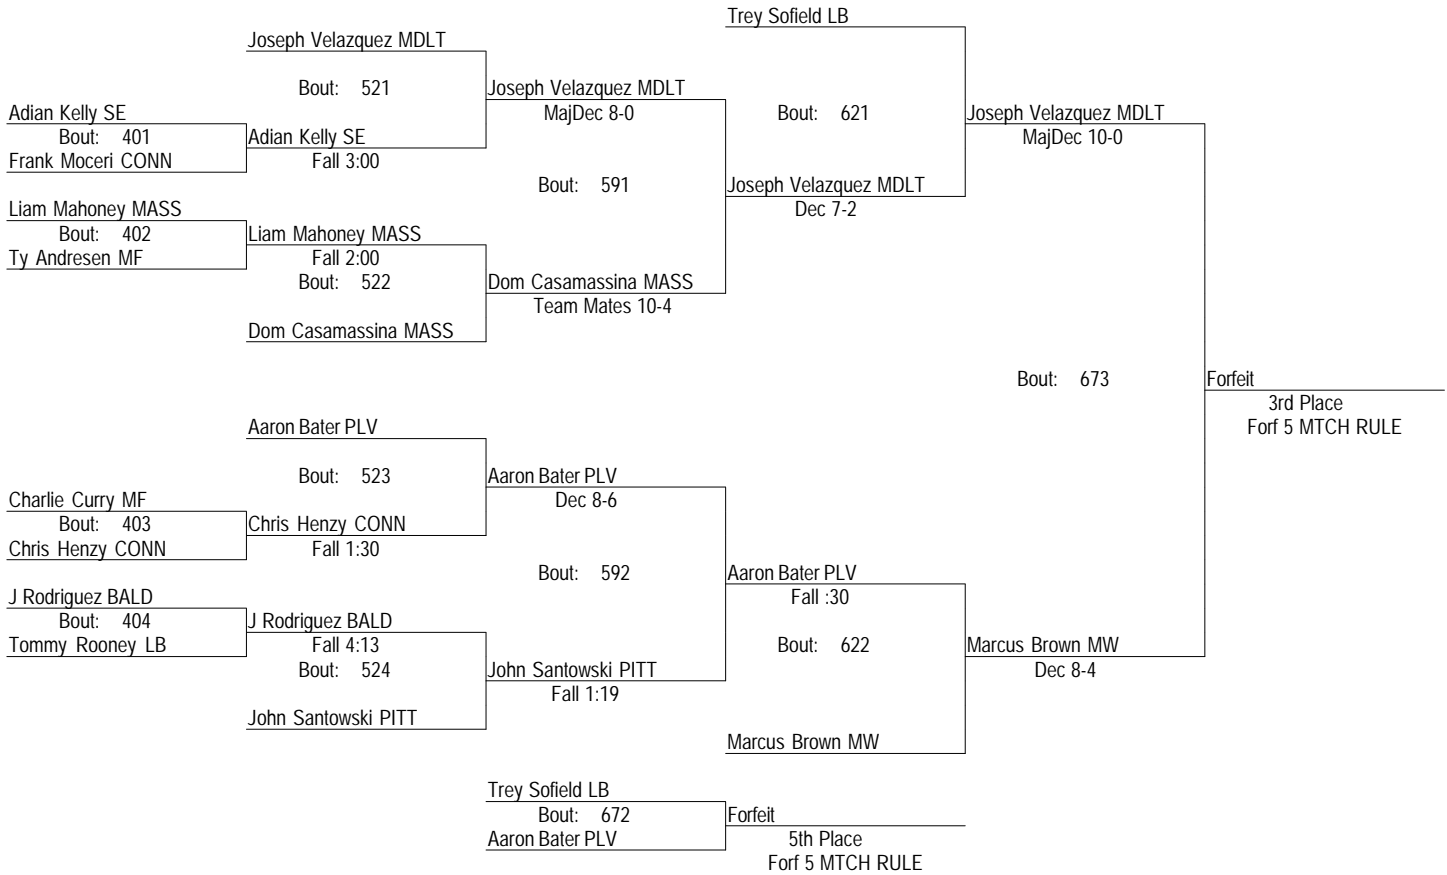 Trey Sofield LB
Joseph Velazquez MDLT
Bout: 521
Joseph Velazquez MDLT
MajDec 8-0
Adian Kelly SE
Bout: 401
Frank Moceri CONN
Adian Kelly SE
Fall 3:00
Bout: 621
Joseph Velazquez MDLT
MajDec 10-0
Bout: 591
Joseph Velazquez MDLT
Dec 7-2
Liam Mahoney MASS
Bout: 402
Ty Andresen MF
Liam Mahoney MASS
Fall 2:00
Bout: 522
Dom Casamassina MASS
Team Mates 10-4
Dom Casamassina MASS
Bout: 673
Forfeit
3rd Place
Forf 5 MTCH RULE
Aaron Bater PLV
Bout: 523
Aaron Bater PLV
Dec 8-6
Charlie Curry MF
Bout: 403
Chris Henzy CONN
Chris Henzy CONN
Fall 1:30
Bout: 592
Aaron Bater PLV
Fall :30
J Rodriguez BALD
Bout: 404
Tommy Rooney LB
J Rodriguez BALD
Fall 4:13
Bout: 524
John Santowski PITT
Fall 1:19
John Santowski PITT
Bout: 622
Marcus Brown MW
Dec 8-4
Marcus Brown MW
Trey Sofield LB
Bout: 672
Aaron Bater PLV
Forfeit
5th Place
Forf 5 MTCH RULE